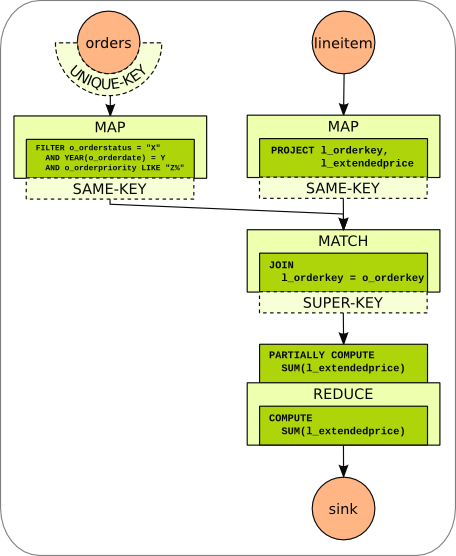 orders
UNIQUE-KEY
MAP
FILTER o_orderstatus = "X"
AND YEAR(o_orderdate) = Y
AND o_orderpriority LIKE "Z%"
SAME-KEY
lineitem
MAP
PROJECT l_orderkey,
l_extendedprice
SAME-KEY
MATCH
JOIN
l_orderkey = o_orderkey
SUPER-KEY
PARTIALLY COMPUTE
SUM(l_extendedprice)
REDUCE
COMPUTE
SUM(l_extendedprice)
sink